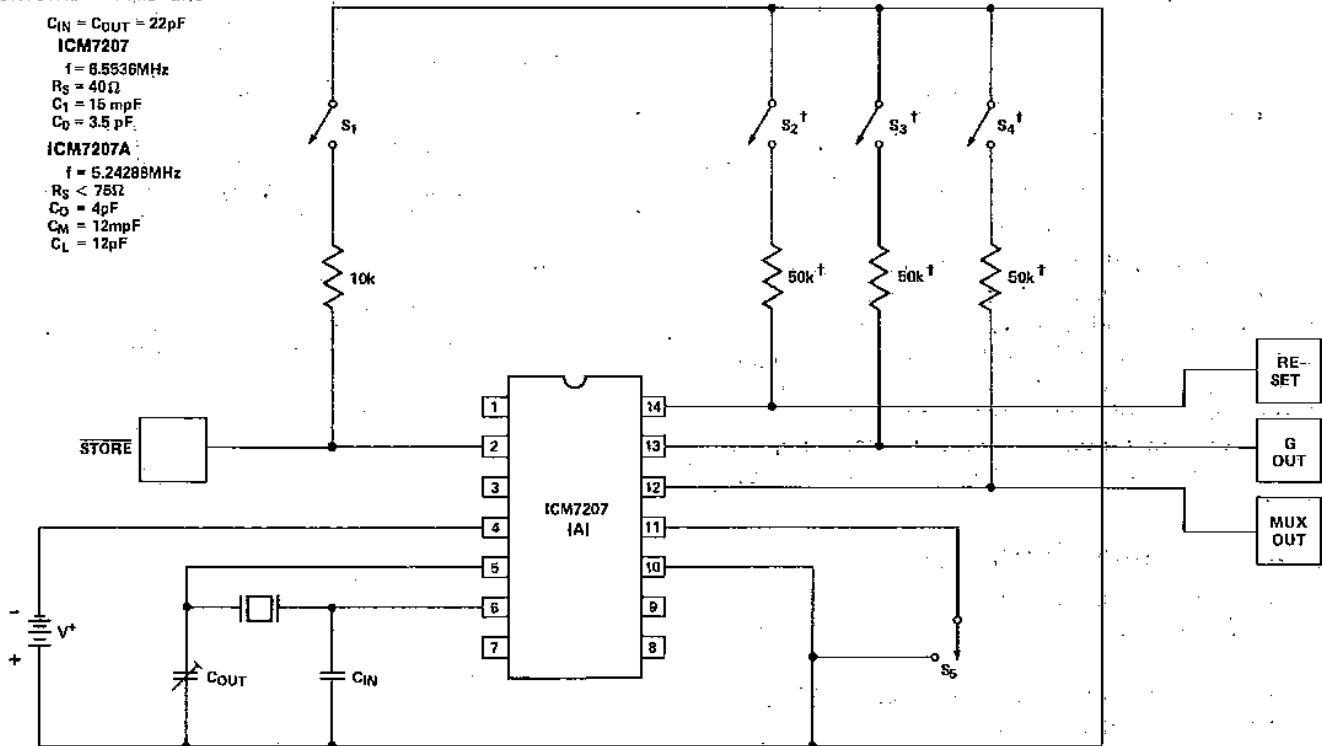 C_IN = C_OUT = 22pF
ICM7207
f = 6.5536MHz
R_S = 40Ω
C_1 = 15 mpF
C_0 = 3.5 pF
ICM7207A
f = 5.24288MHz
R_S < 75Ω
C_0 = 4pF
C_M = 12mpF
C_L = 12pF
S_1
S_2†
S_3†
S_4†
10k
50k†
50k†
50k†
RE-
SET
STORE
1
14
2
13
G
OUT
3
12
ICM7207
(A)
MUX
OUT
4
11
5
10
6
9
7
8
-
V+
+
C_OUT
C_IN
S_5